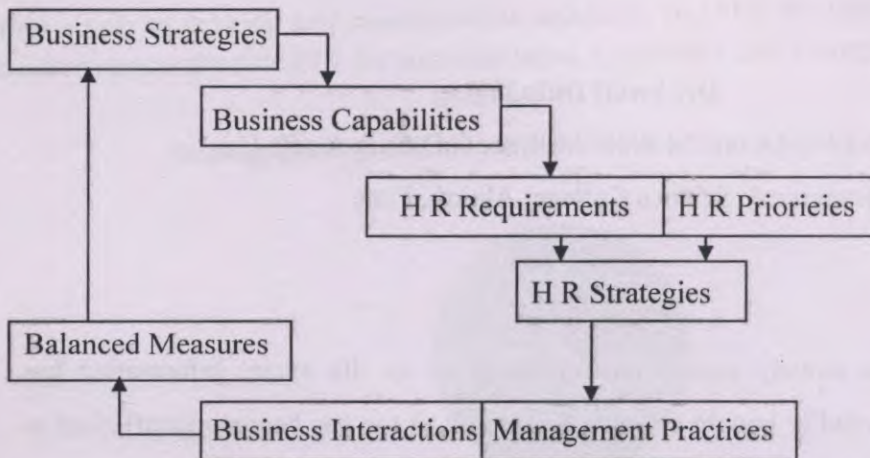 Business Strategies
Business Capabilities
H R Requirements H R Priorieies
H R Strategies
Balanced Measures
Business Interactions Management Practices